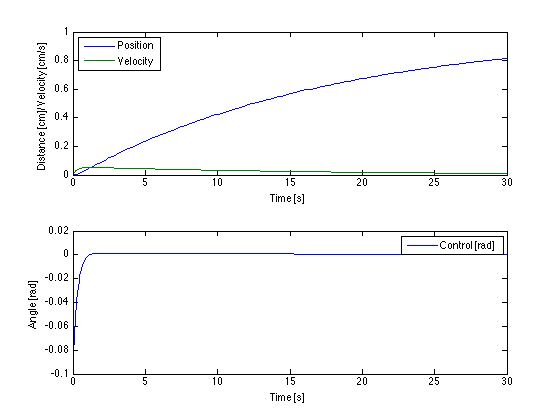 1
0.8
0.6
0.4
0.2
0
Distance [cm]/Velocity [cm/s]
Position
Velocity
0 5 10 15 20 25 30
Time [s]
0.02
0
-0.02
-0.04
-0.06
-0.08
-0.1
Angle [rad]
Control [rad]
0 5 10 15 20 25 30
Time [s]